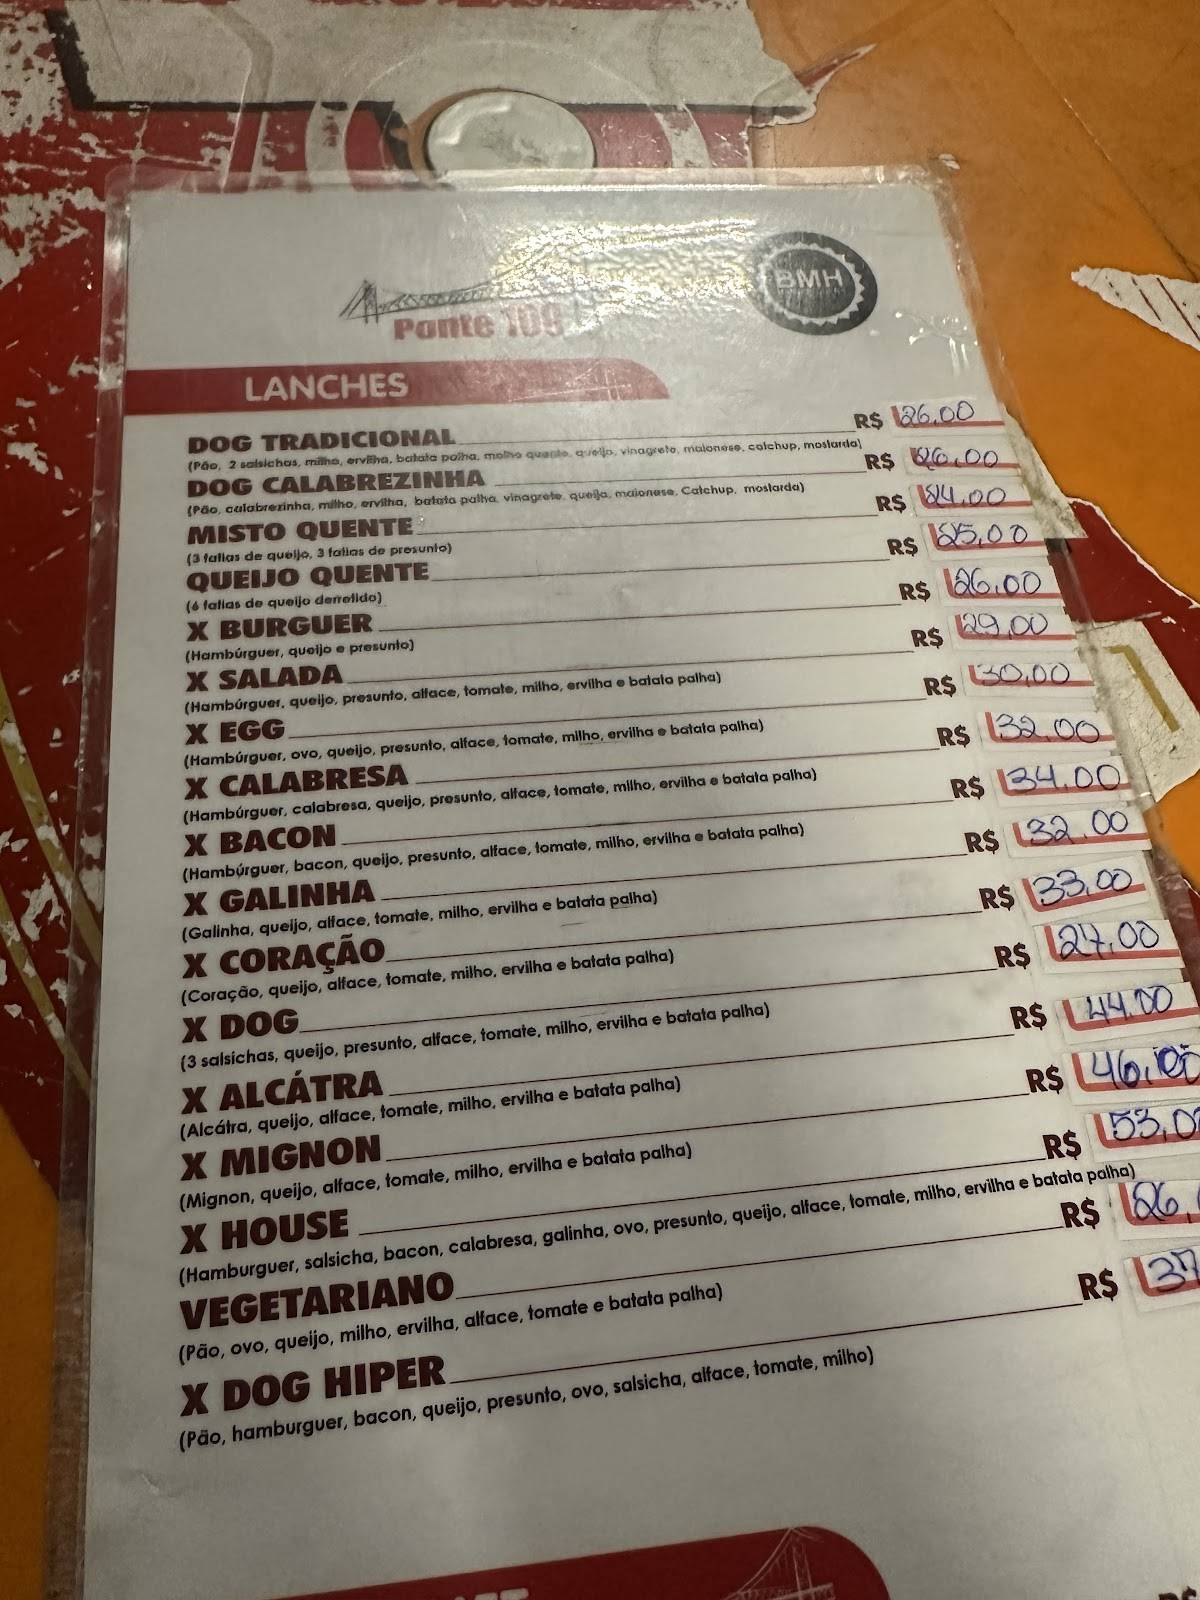 BMH
Ponte 109
LANCHES
DOG TRADICIONAL R$ 26,00
(Pão, 2 salsichas, milho, ervilha, batata palha, molho quente, queijo, vinagrete, maionese, catchup, mostarda)
DOG CALABREZINHA R$ 26,00
(Pão, calabrezinha, milho, ervilha, batata palha, vinagrete, queijo, maionese, Catchup, mostarda)
MISTO QUENTE R$ 24,00
(3 fatias de queijo, 3 fatias de presunto)
QUEIJO QUENTE R$ 25,00
(6 fatias de queijo derretido)
X BURGUER R$ 26,00
(Hambúrguer, queijo e presunto)
X SALADA R$ 29,00
(Hambúrguer, queijo, presunto, alface, tomate, milho, ervilha e batata palha)
X EGG R$ 30,00
(Hambúrguer, ovo, queijo, presunto, alface, tomate, milho, ervilha e batata palha)
X CALABRESA R$ 32,00
(Hambúrguer, calabresa, queijo, presunto, alface, tomate, milho, ervilha e batata palha)
X BACON R$ 34,00
(Hambúrguer, bacon, queijo, presunto, alface, tomate, milho, ervilha e batata palha)
X GALINHA R$ 32,00
(Galinha, queijo, alface, tomate, milho, ervilha e batata palha)
X CORAÇÃO R$ 33,00
(Coração, queijo, alface, tomate, milho, ervilha e batata palha)
X DOG R$ 27,00
(3 salsichas, queijo, presunto, alface, tomate, milho, ervilha e batata palha)
X ALCÁTRA R$ 44,00
(Alcátra, queijo, alface, tomate, milho, ervilha e batata palha)
X MIGNON R$ 46,00
(Mignon, queijo, alface, tomate, milho, ervilha e batata palha)
X HOUSE R$ 53,0
(Hamburguer, salsicha, bacon, calabresa, galinha, ovo, presunto, queijo, alface, tomate, milho, ervilha e batata palha)
VEGETARIANO R$ 26,
(Pão, ovo, queijo, milho, ervilha, alface, tomate e batata palha)
X DOG HIPER R$ 37
(Pão, hamburguer, bacon, queijo, presunto, ovo, salsicha, alface, tomate, milho)